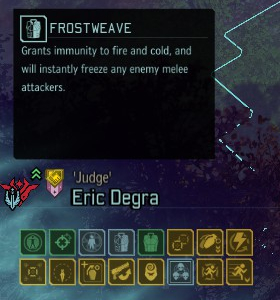 FROSTWEAVE
Grants immunity to fire and cold, and
will instantly freeze any enemy melee
attackers.
'Judge'
Eric Degra